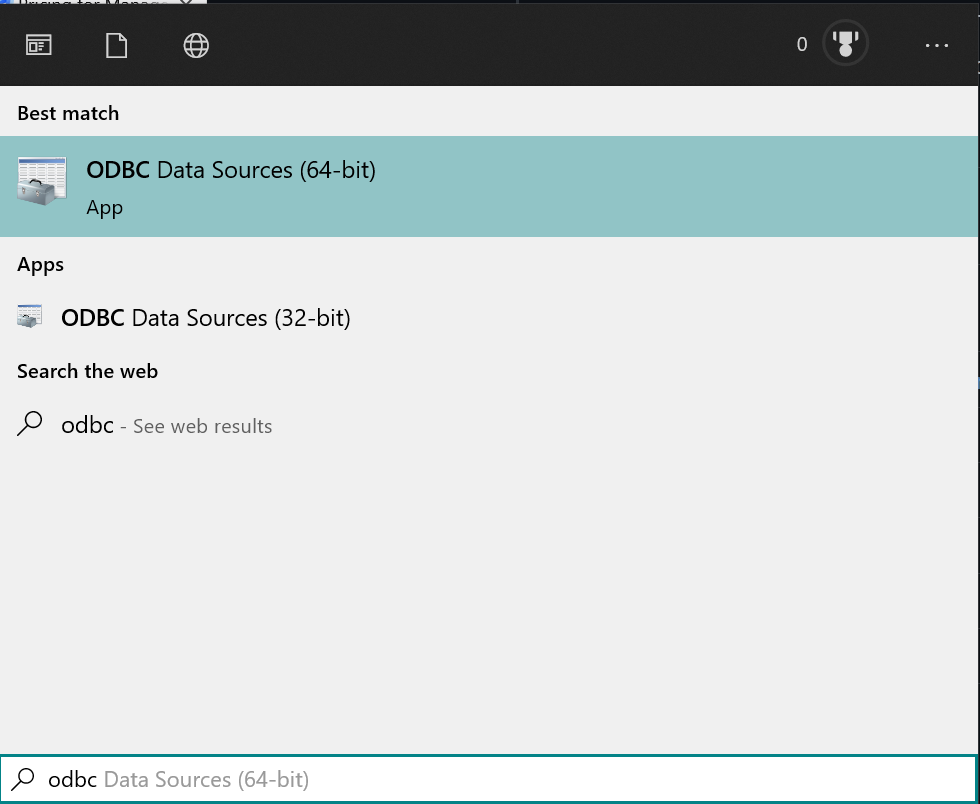 0
Best match
ODBC Data Sources (64-bit)
App
Apps
ODBC Data Sources (32-bit)
Search the web
odbc - See web results
odbc Data Sources (64-bit)